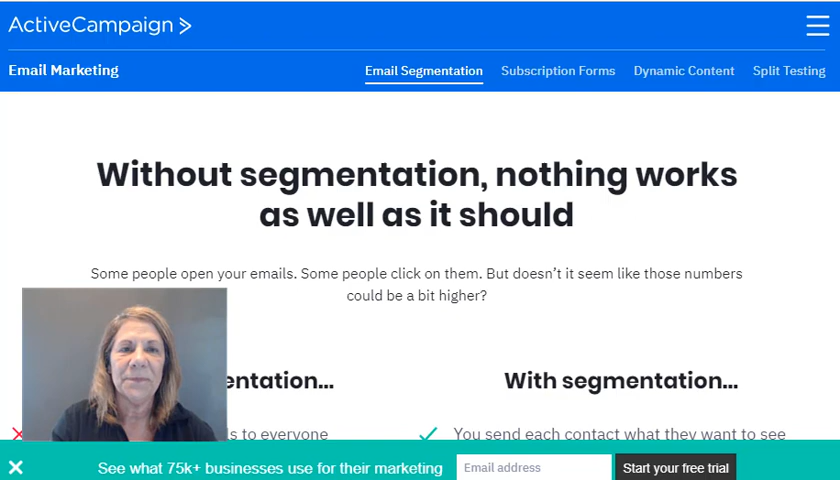 ActiveCampaign
Email Marketing
Email Segmentation Subscription Forms Dynamic Content Split Testing
Without segmentation, nothing works
as well as it should
Some people open your emails. Some people click on them. But doesn't it seem like those numbers
could be a bit higher?
entation...
With segmentation...
to everyone
You send each contact what they want to see
See what 75k+ businesses use for their marketing
Email address
Start your free trial